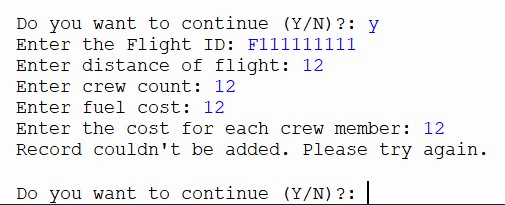 Do you want to continue (Y/N)?: y
Enter the Flight ID: F111111111
Enter distance of flight: 12
Enter crew count: 12
Enter fuel cost: 12
Enter the cost for each crew member: 12
Record couldn't be added. Please try again.
Do you want to continue (Y/N)?: